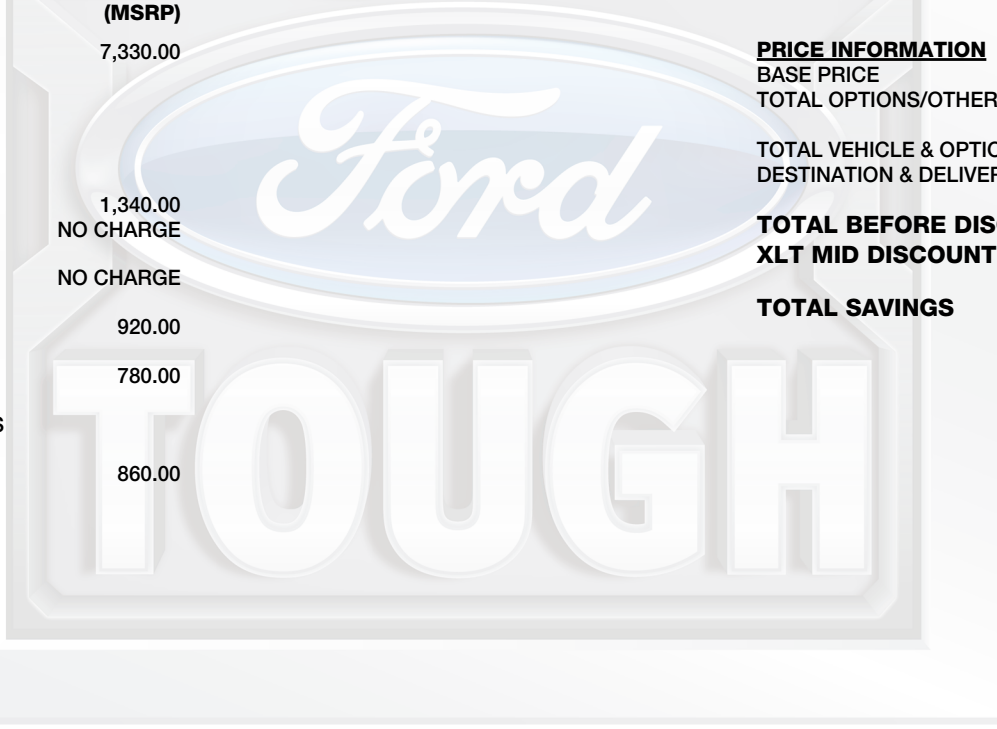 (MSRP)
7,330.00
1,340.00
NO CHARGE
NO CHARGE
920.00
780.00
S
860.00
PRICE INFORMATION
BASE PRICE
TOTAL OPTIONS/OTHER
TOTAL VEHICLE & OPTIO
DESTINATION & DELIVER
TOTAL BEFORE DISC
XLT MID DISCOUNT
TOTAL SAVINGS
Ford
TOUGH